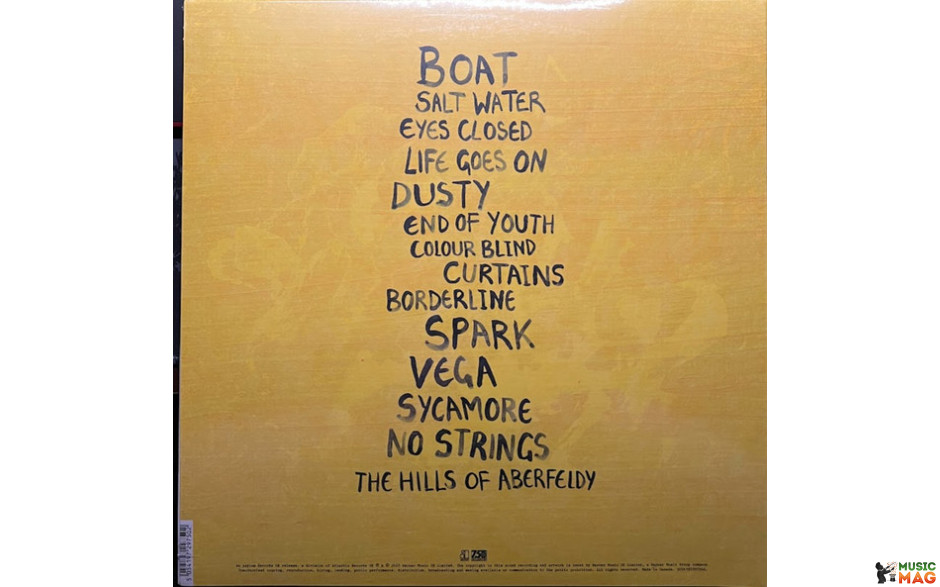 BOAT
SALT WATER
EYES CLOSED
LIFE GOES ON
DUSTY
END OF YOUTH
COLOUR BLIND
CURTAINS
BORDERLINE
SPARK
VEGA
SYCAMORE
NO STRINGS
THE HILLS OF ABERFELDY
MUSIC
MAG